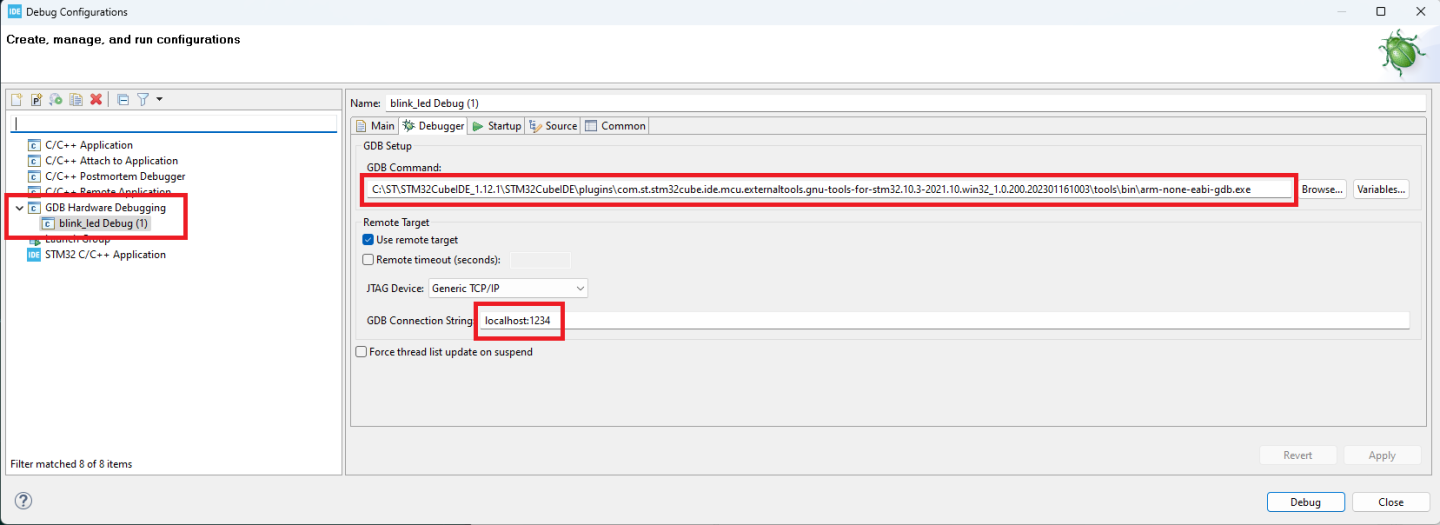 IDE Debug Configurations
Create, manage, and run configurations
Name: blink_led Debug (1)
C/C++ Application
C/C++ Attach to Application
C/C++ Postmortem Debugger
C/C++ Remote Application
GDB Hardware Debugging
blink_led Debug (1)
Launch Group
IDE STM32 C/C++ Application
Filter matched 8 of 8 items
Main Debugger Startup Source Common
GDB Setup
GDB Command:
C:\ST\STM32CubeIDE_1.12.1\STM32CubeIDE\plugins\com.st.stm32cube.ide.mcu.externaltools.gnu-tools-for-stm32.10.3-2021.10.win32_1.0.200.202301161003\tools\bin\arm-none-eabi-gdb.exe Browse... Variables...
Remote Target
Use remote target
Remote timeout (seconds):
JTAG Device: Generic TCP/IP
GDB Connection String: localhost:1234
Force thread list update on suspend
Revert Apply
? Debug Close